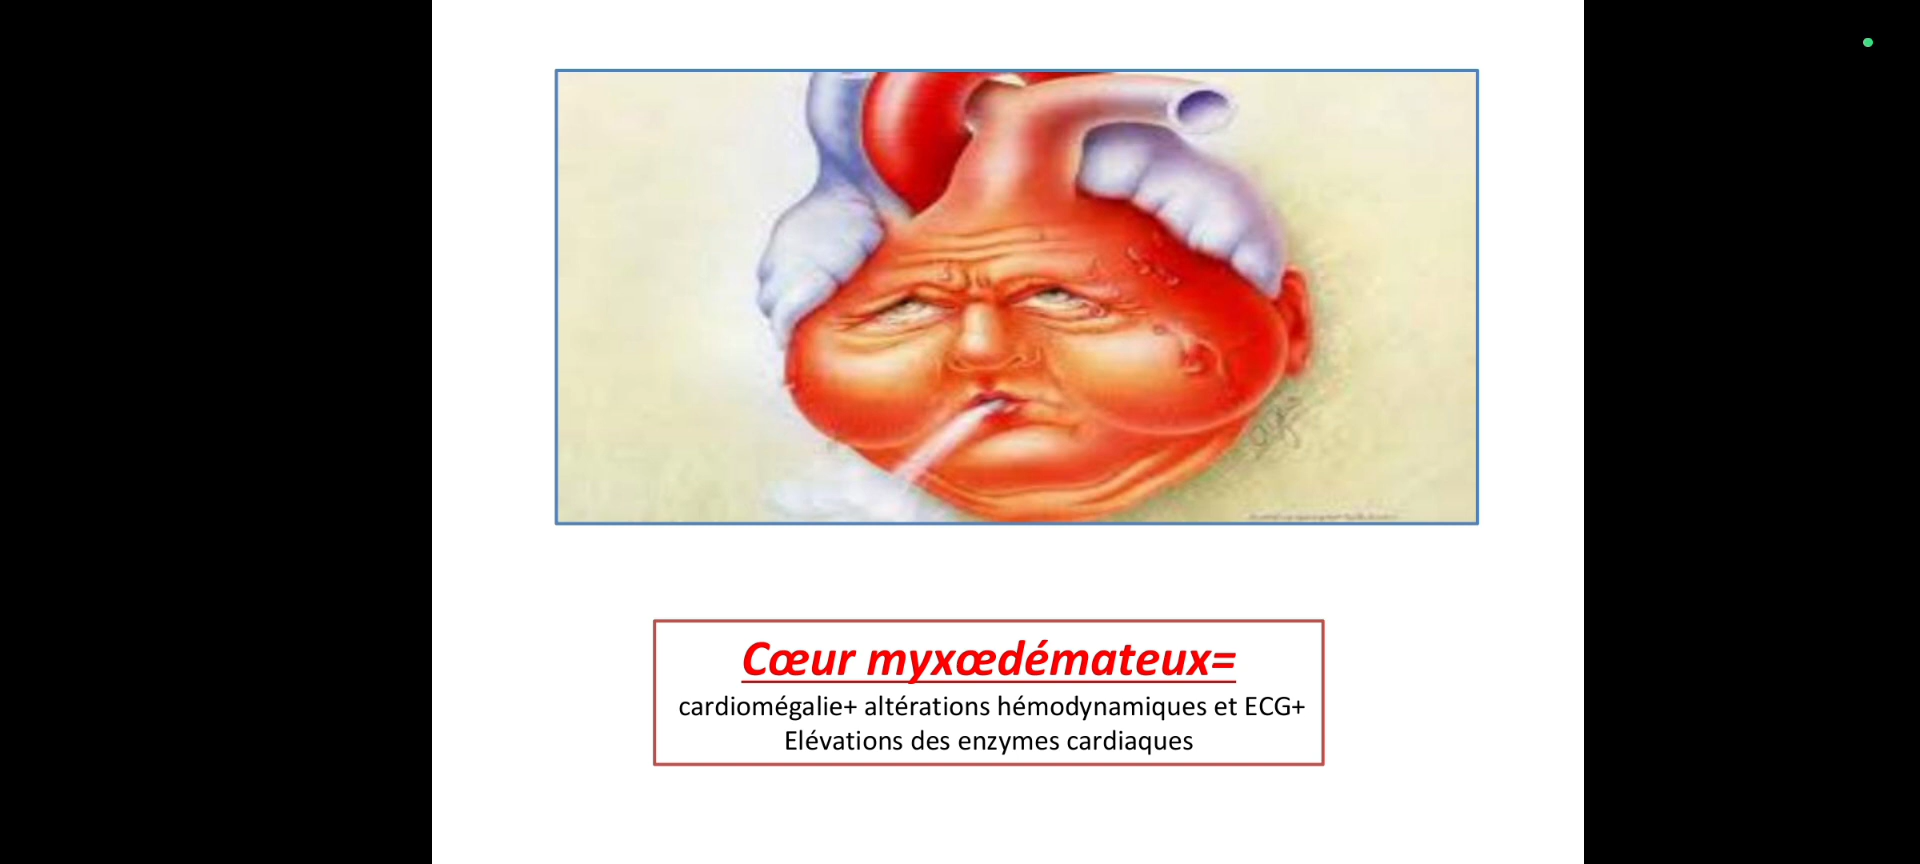 Cœur myxœdémateux=
cardiomégalie+ altérations hémodynamiques et ECG+
Elévations des enzymes cardiaques